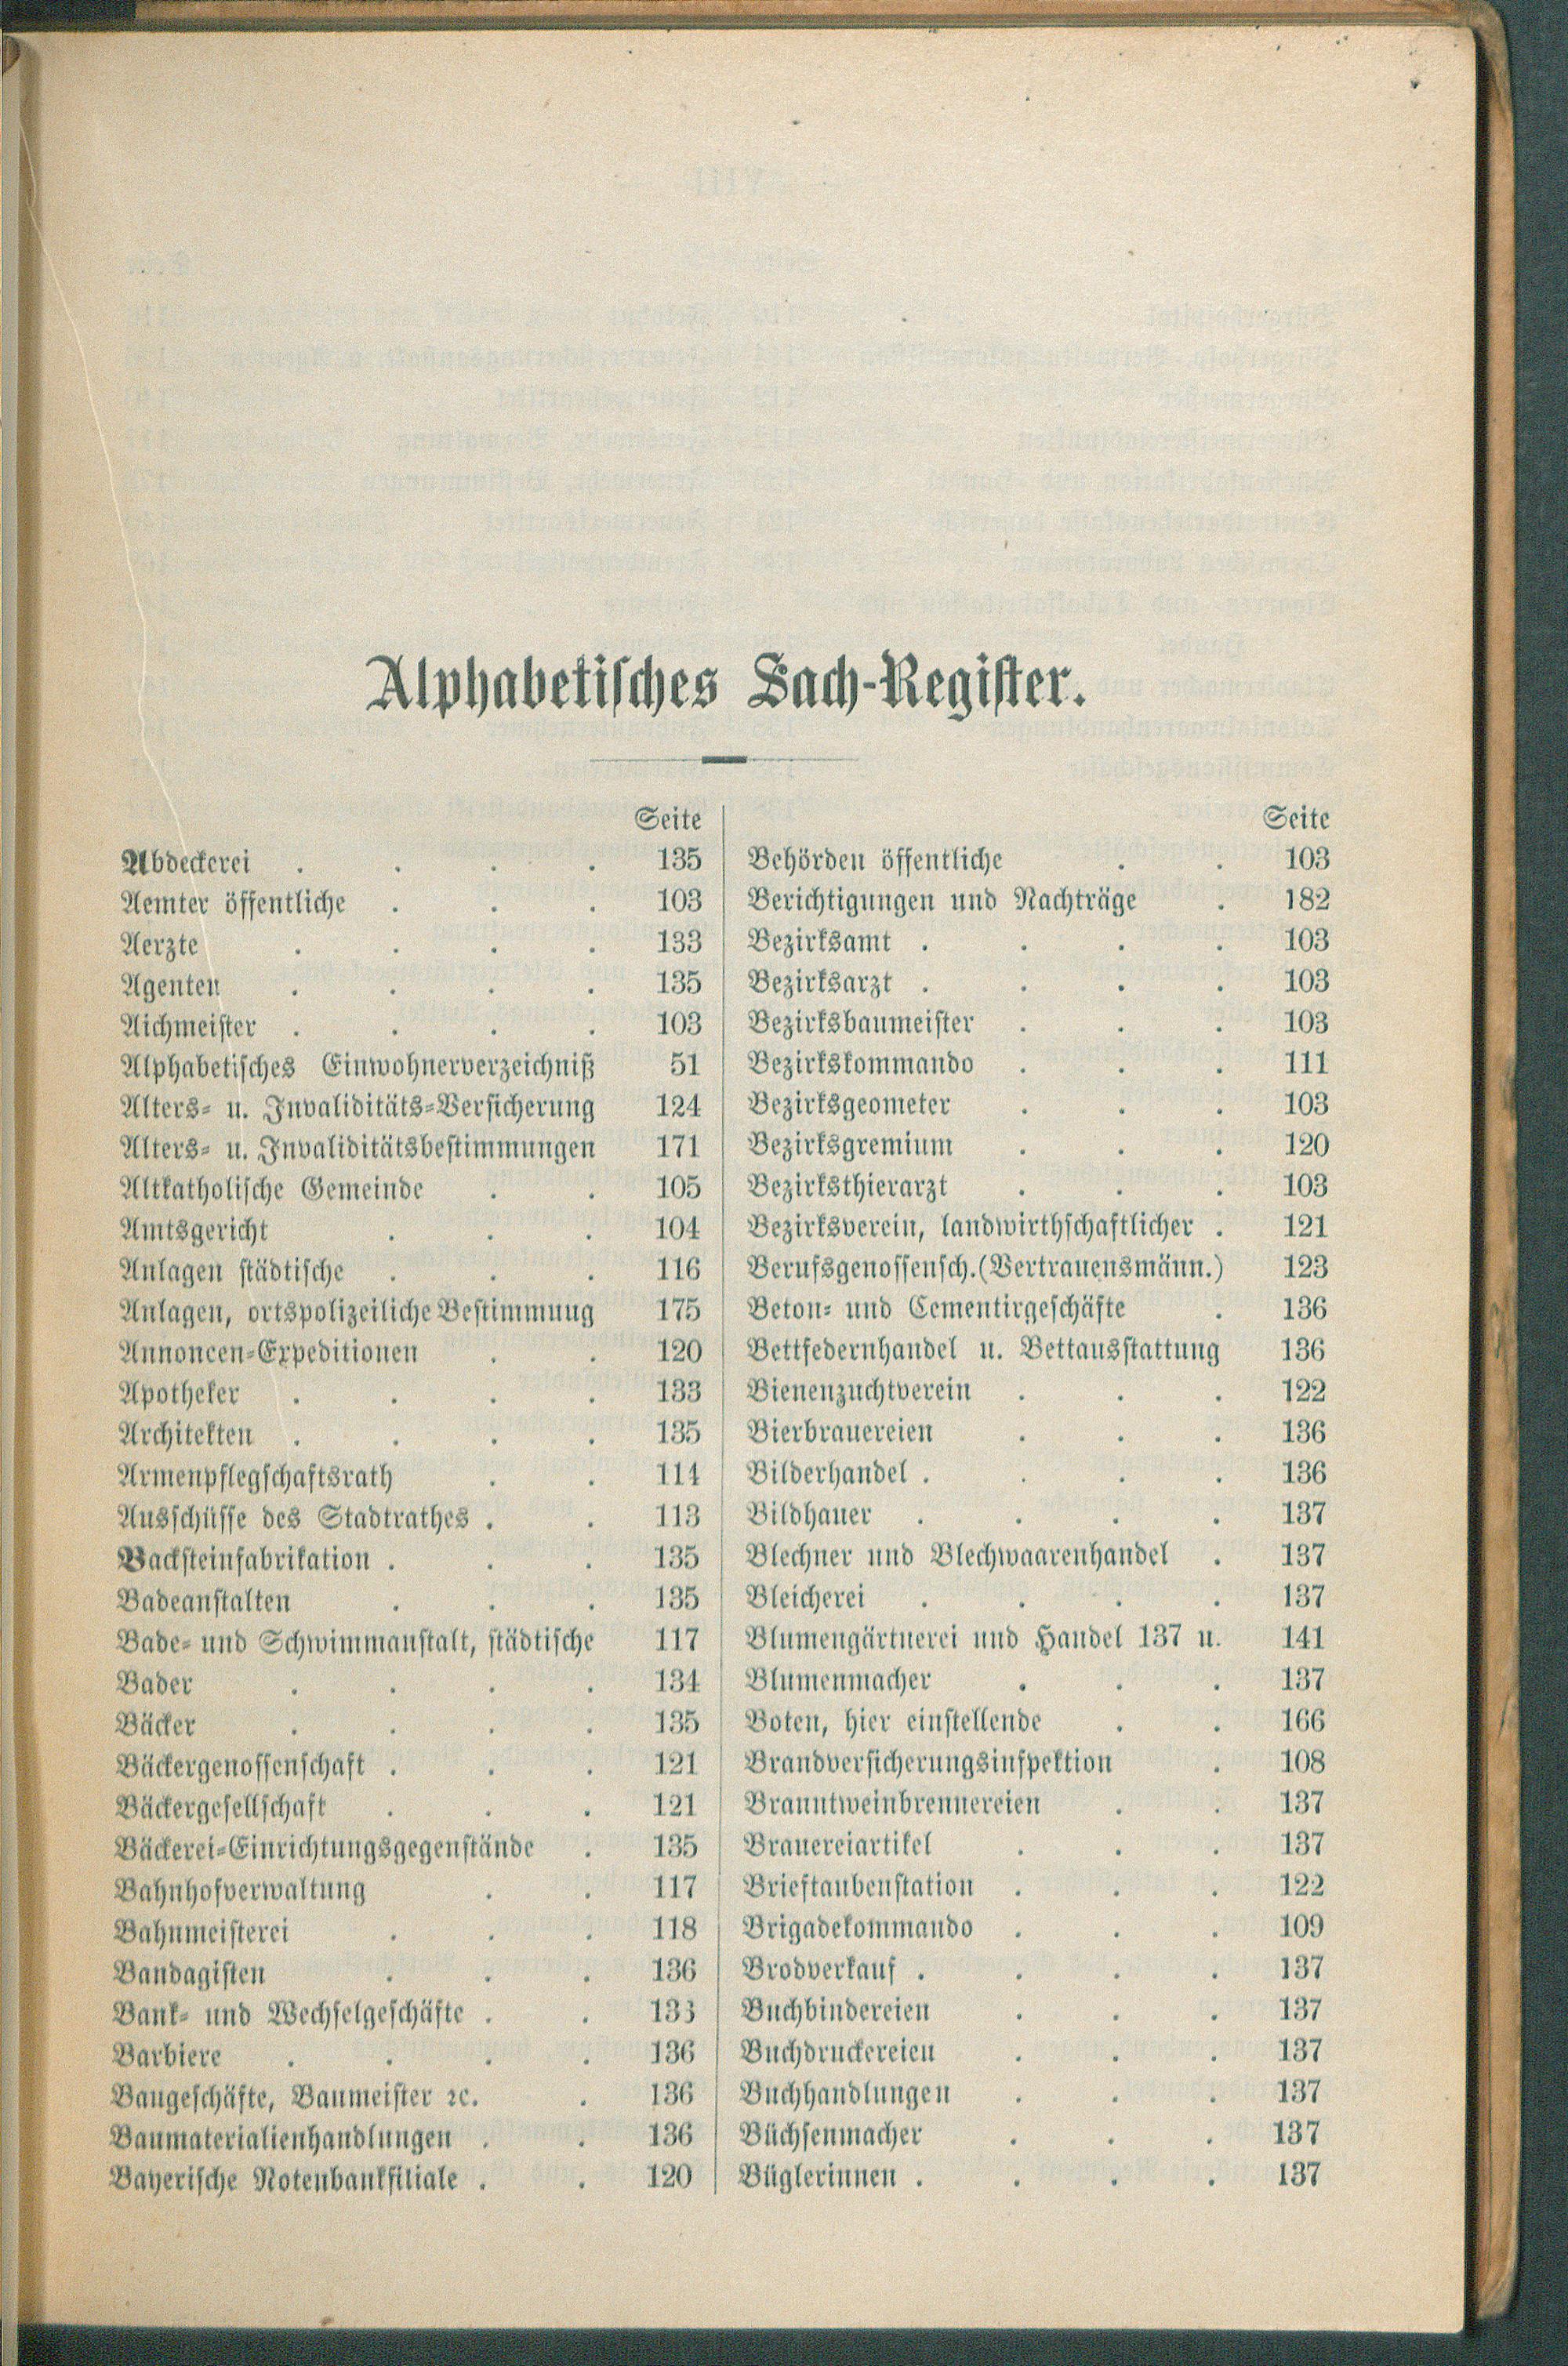 Alphabetisches Sach-Register.
Seite
Abdeckerei . . . . 135
Aemter öffentliche . . . 103
Aerzte . . . . 133
Agenten . . . . 135
Aichmeister . . . . 103
Alphabetisches Einwohnerverzeichniß 51
Alters- u. Invaliditäts-Versicherung 124
Alters- u. Invaliditätsbestimmungen 171
Altkatholische Gemeinde . . 105
Amtsgericht . . . 104
Anlagen städtische . . . 116
Anlagen, ortspolizeiliche Bestimmung 175
Annoncen-Expeditionen . . 120
Apotheker . . . . 133
Architekten . . . . 135
Armenpflegschaftsrath . . 114
Ausschüsse des Stadtrathes . . 113
Backsteinfabrikation . . . 135
Badeanstalten . . . 135
Bade- und Schwimmanstalt, städtische 117
Bader . . . . 134
Bäcker . . . . 135
Bäckergenossenschaft . . . 121
Bäckergesellschaft . . . 121
Bäckerei-Einrichtungsgegenstände . 135
Bahnhofverwaltung . . 117
Bahnmeisterei . . . 118
Bandagisten . . . 136
Bank- und Wechselgeschäfte . . 133
Barbiere . . . . 136
Baugeschäfte, Baumeister ꝛc. . 136
Baumaterialienhandlungen . . 136
Bayerische Notenbankfiliale . . 120
Seite
Behörden öffentliche . . 103
Berichtigungen und Nachträge . 182
Bezirksamt . . . . 103
Bezirksarzt . . . . 103
Bezirksbaumeister . . . 103
Bezirkskommando . . . 111
Bezirksgeometer . . . 103
Bezirksgremium . . . 120
Bezirksthierarzt . . . 103
Bezirksverein, landwirthschaftlicher . 121
Berufsgenossensch. (Vertrauensmänn.) 123
Beton- und Cementirgeschäfte . 136
Bettfedernhandel u. Bettausstattung 136
Bienenzuchtverein . . . 122
Bierbrauereien . . . 136
Bilderhandel . . . . 136
Bildhauer . . . . 137
Blechner und Blechwaarenhandel . 137
Bleicherei . . . . 137
Blumengärtnerei und Handel 137 u. 141
Blumenmacher . . . 137
Boten, hier einstellende . . 166
Brandversicherungsinspektion . 108
Branntweinbrennereien . . 137
Brauereiartikel . . . 137
Brieftaubenstation . . . 122
Brigadekommando . . . 109
Brodverkauf . . . . 137
Buchbindereien . . . 137
Buchdruckereien . . . 137
Buchhandlungen . . . 137
Büchsenmacher . . . 137
Büglerinnen . . . . 137